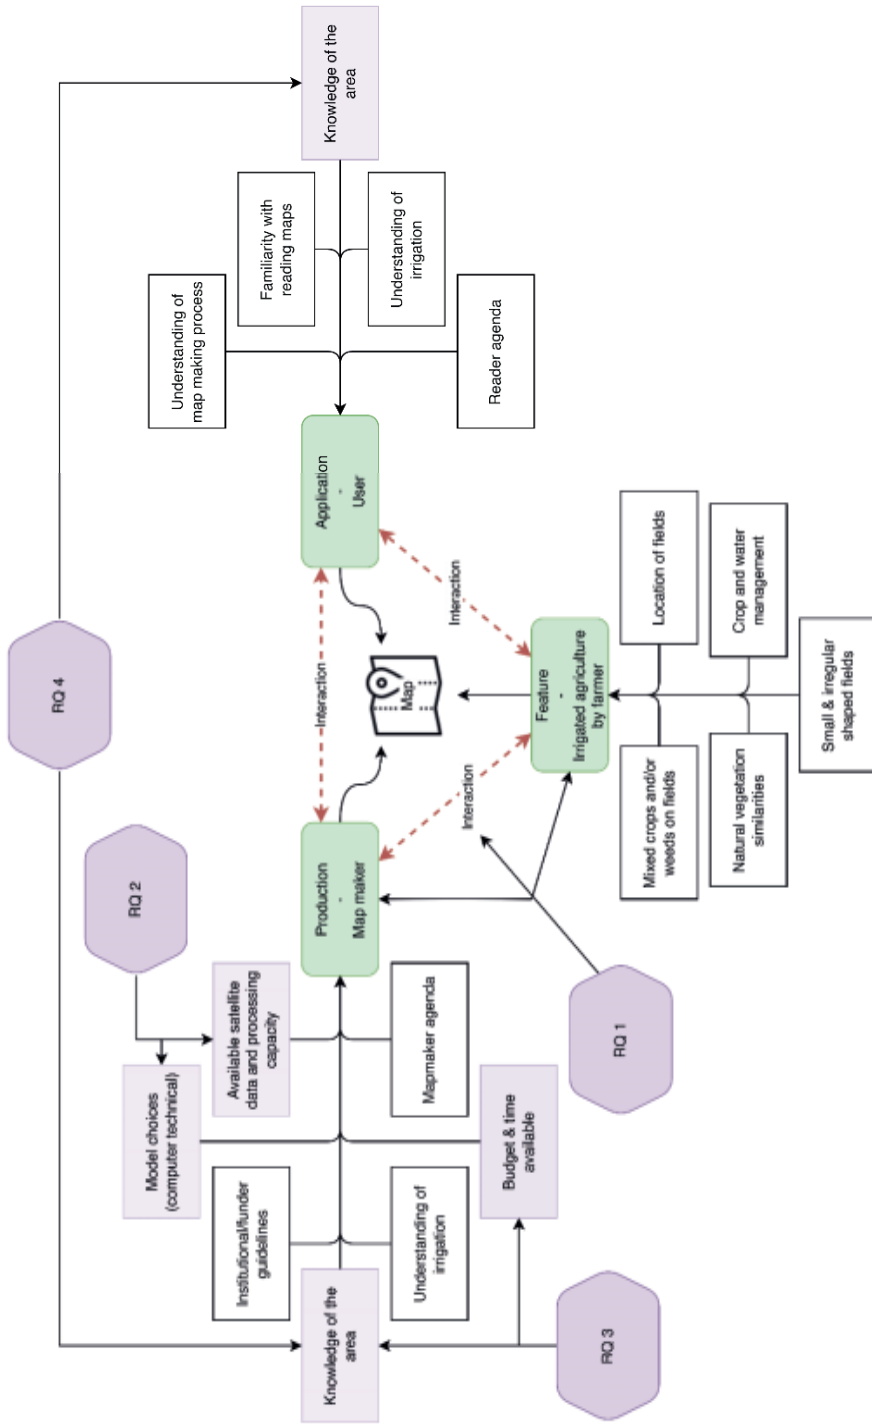 RQ 4
RQ 2
Model choices
(computer technical)
Available satellite
data and processing
capacity
Institutional/funder
guidelines
Knowledge of the
area
Understanding of
irrigation
Mapmaker agenda
Budget & time
available
RQ 3
RQ 1
Production
-
Map maker
Interaction
Application
-
User
Map
Interaction
Interaction
Feature
-
Irrigated agriculture
by farmer
Mixed crops and/or
weeds on fields
Location of fields
Natural vegetation
similarities
Crop and water
management
Small & irregular
shaped fields
Understanding of
map making process
Familiarity with
reading maps
Understanding of
irrigation
Reader agenda
Knowledge of the
area